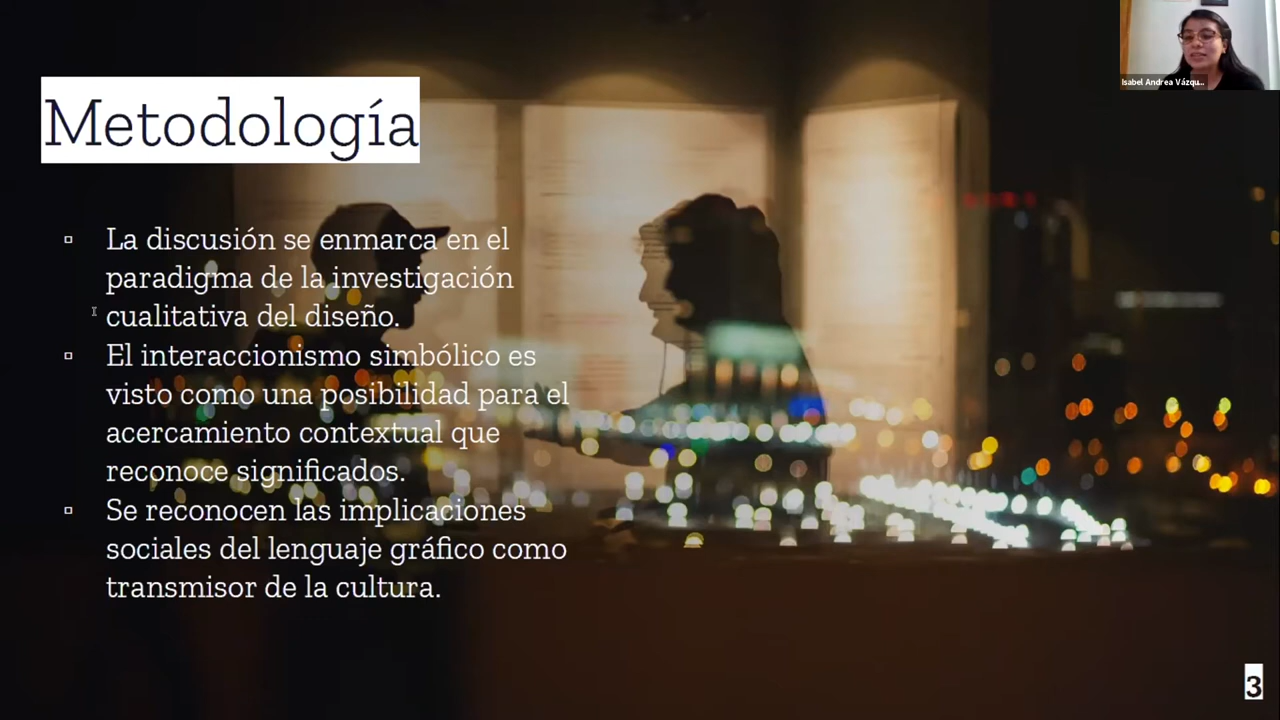 Isabel Andrea Vázqu...
Metodología
La discusión se enmarca en el
paradigma de la investigación
cualitativa del diseño.
El interaccionismo simbólico es
visto como una posibilidad para el
acercamiento contextual que
reconoce significados.
Se reconocen las implicaciones
sociales del lenguaje gráfico como
transmisor de la cultura.
3